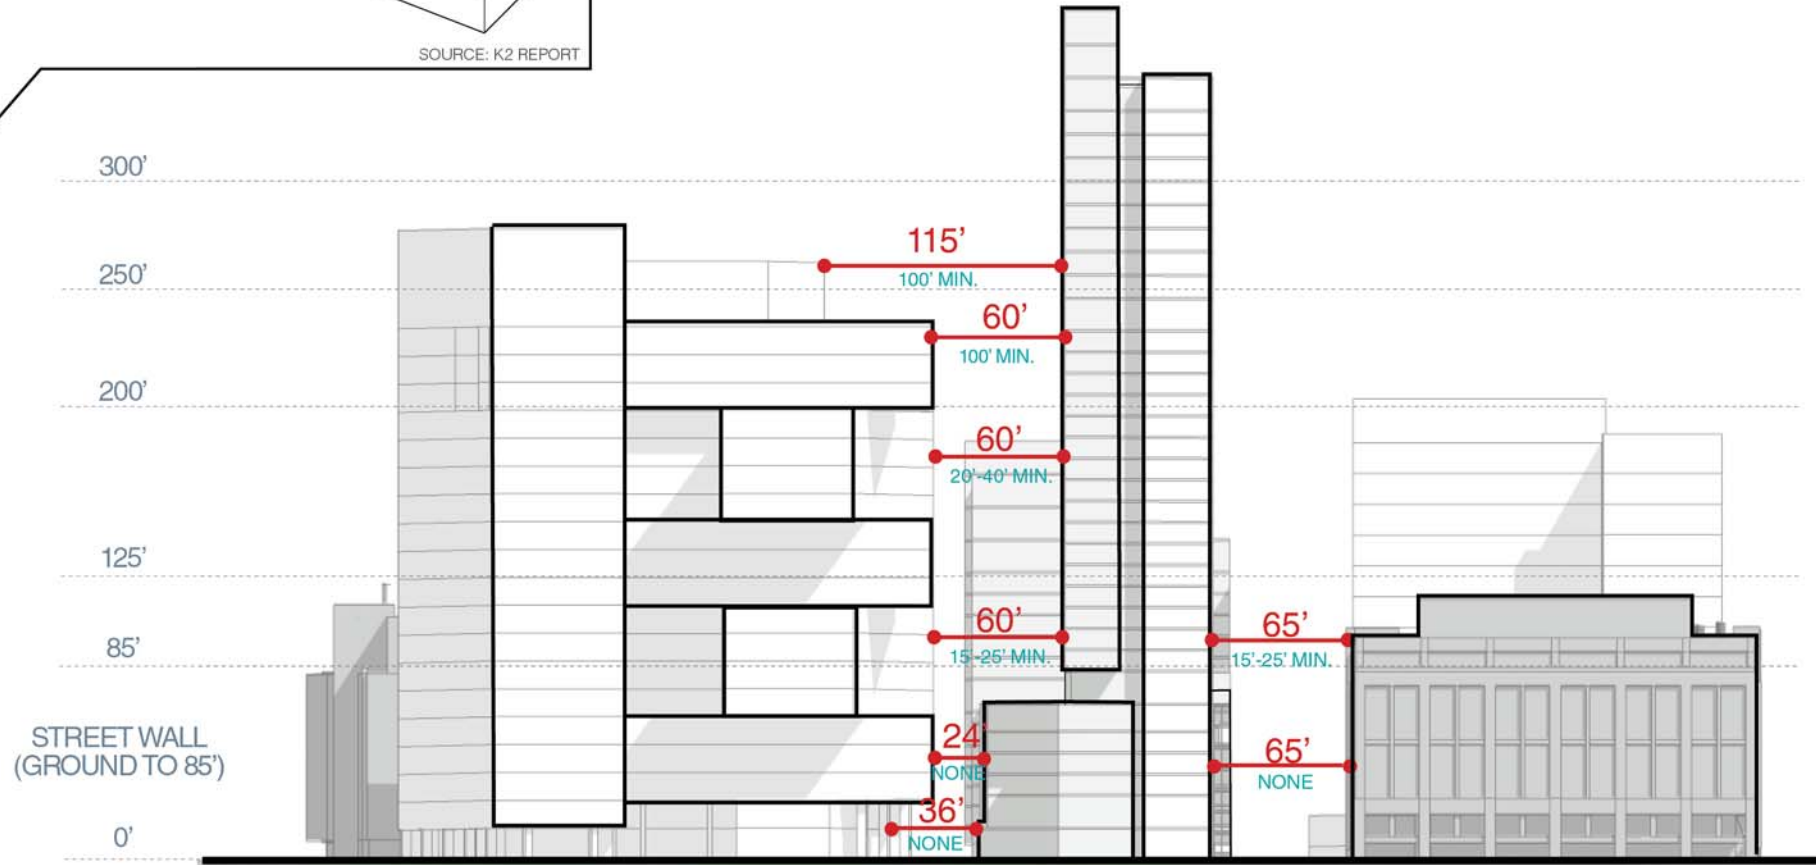 SOURCE: K2 REPORT
300'
250'
200'
125'
85'
STREET WALL
(GROUND TO 85')
0'
115'
100' MIN.
60'
100' MIN.
60'
20'-40' MIN.
60'
15'-25' MIN.
65'
15'-25' MIN.
24'
NONE
65'
NONE
36'
NONE